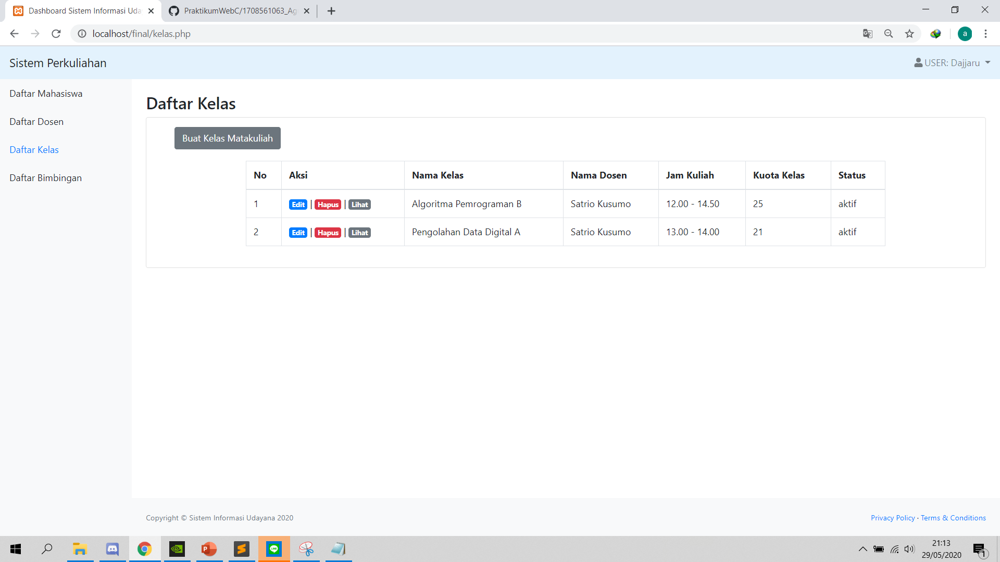 Dashboard Sistem Informasi Uda
PraktikumWebC/1708561063_Ag
localhost/final/kelas.php
a
Sistem Perkuliahan
USER: Dajjaru
Daftar Mahasiswa
Daftar Dosen
Daftar Kelas
Daftar Bimbingan
Daftar Kelas
Buat Kelas Matakuliah
No Aksi Nama Kelas Nama Dosen Jam Kuliah Kuota Kelas Status
1 Edit | Hapus | Lihat Algoritma Pemrograman B Satrio Kusumo 12.00 - 14.50 25 aktif
2 Edit | Hapus | Lihat Pengolahan Data Digital A Satrio Kusumo 13.00 - 14.00 21 aktif
Copyright © Sistem Informasi Udayana 2020
Privacy Policy · Terms & Conditions
21:13
29/05/2020
1